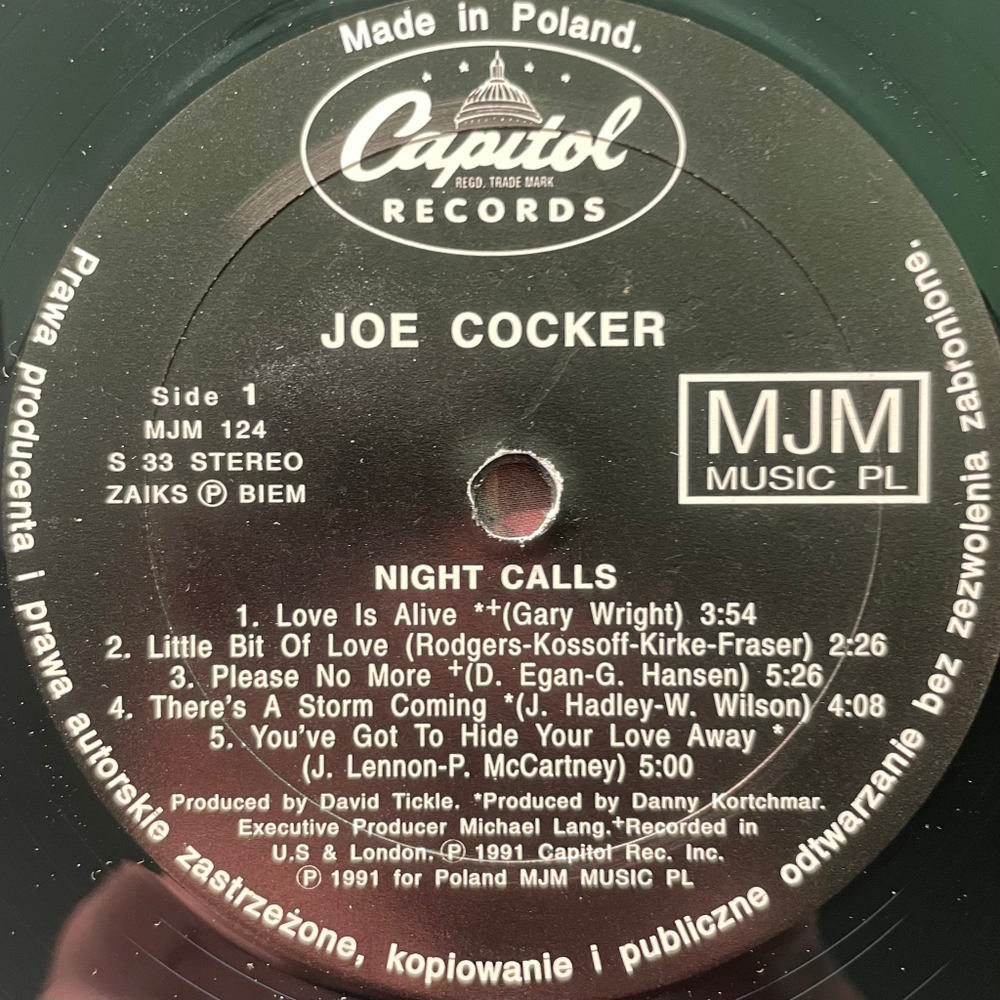 Made in Poland.
Capitol
REGD. TRADE MARK
RECORDS
JOE COCKER
Side 1
MJM 124
S 33 STEREO
ZAIKS Ⓟ BIEM
MJM
MUSIC PL
NIGHT CALLS
1. Love Is Alive *+(Gary Wright) 3:54
2. Little Bit Of Love (Rodgers-Kossoff-Kirke-Fraser) 2:26
3. Please No More +(D. Egan-G. Hansen) 5:26
4. There's A Storm Coming *(J. Hadley-W. Wilson) 4:08
5. You've Got To Hide Your Love Away *
(J. Lennon-P. McCartney) 5:00
Produced by David Tickle. *Produced by Danny Kortchmar.
Executive Producer Michael Lang.+Recorded in
U.S & London. Ⓟ 1991 Capitol Rec. Inc.
Ⓟ 1991 for Poland MJM MUSIC PL
Prawa producenta i prawa autorskie zastrzeżone, kopiowanie i publiczne odtwarzanie bez zezwolenia zabronione.